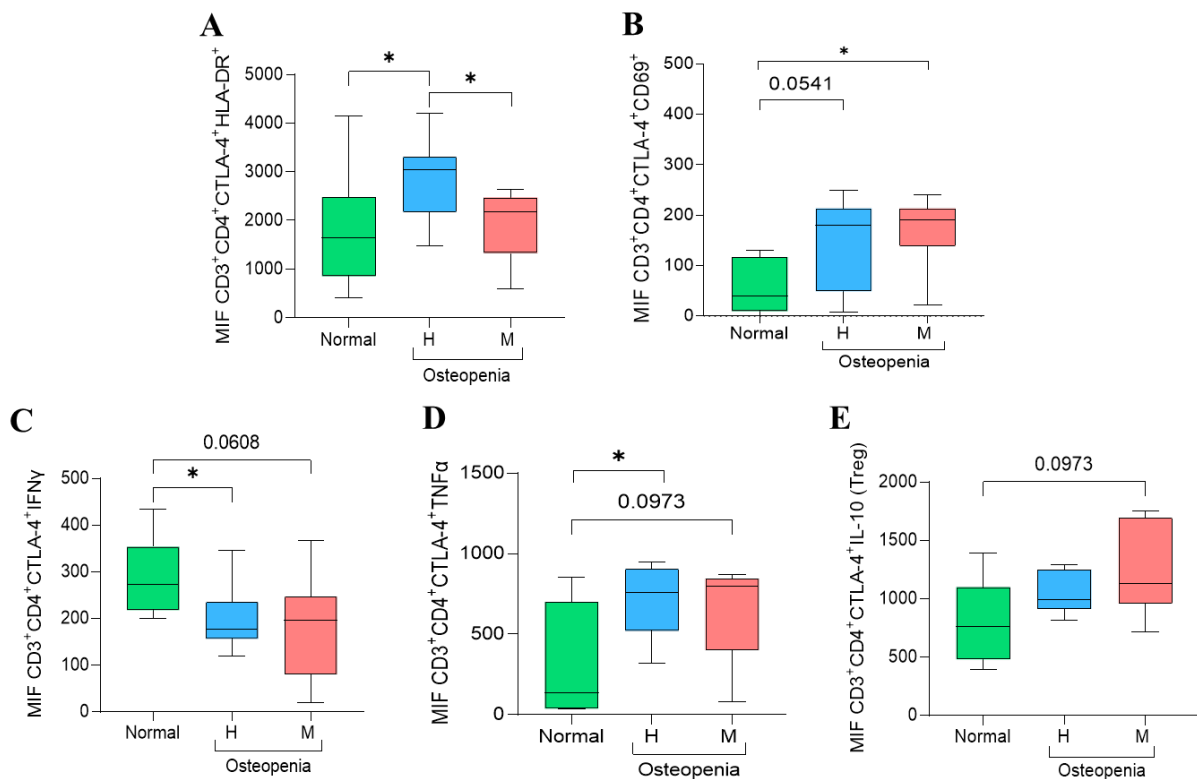 A
MIF CD3⁺CD4⁺CTLA-4⁺HLA-DR⁺
5000
4000
3000
2000
1000
0
*
*
Normal
H
M
Osteopenia
B
MIF CD3⁺CD4⁺CTLA-4⁺CD69⁺
500
400
300
200
100
0
*
0.0541
Normal
H
M
Osteopenia
C
MIF CD3⁺CD4⁺CTLA-4⁺IFNγ
500
400
300
200
100
0
0.0608
*
Normal
H
M
Osteopenia
D
MIF CD3⁺CD4⁺CTLA-4⁺TNFα
1500
1000
500
0
*
0.0973
Normal
H
M
Osteopenia
E
MIF CD3⁺CD4⁺CTLA-4⁺IL-10 (Treg)
2000
1500
1000
500
0
0.0973
Normal
H
M
Osteopenia